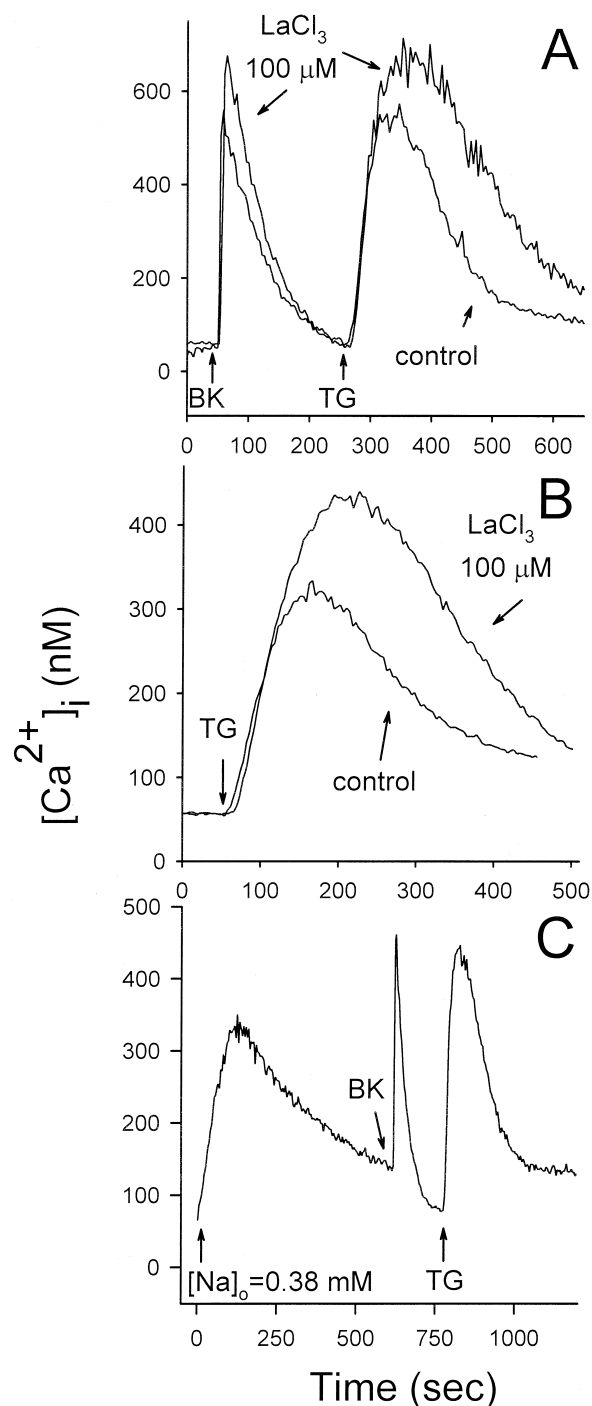 LaCl3
100 μM
A
600
400
200
0
control
BK
TG
0 100 200 300 400 500 600
B
LaCl3
100 μM
400
300
200
100
0
TG
control
0 100 200 300 400 500
[Ca2+]i (nM)
C
500
400
300
200
100
0
BK
[Na]o=0.38 mM
TG
0 250 500 750 1000
Time (sec)